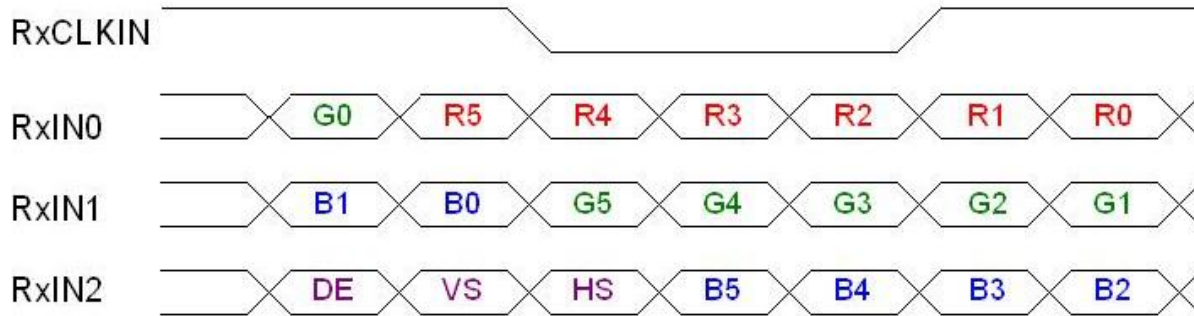 RxCLKIN
RxIN0 G0 R5 R4 R3 R2 R1 R0
RxIN1 B1 B0 G5 G4 G3 G2 G1
RxIN2 DE VS HS B5 B4 B3 B2